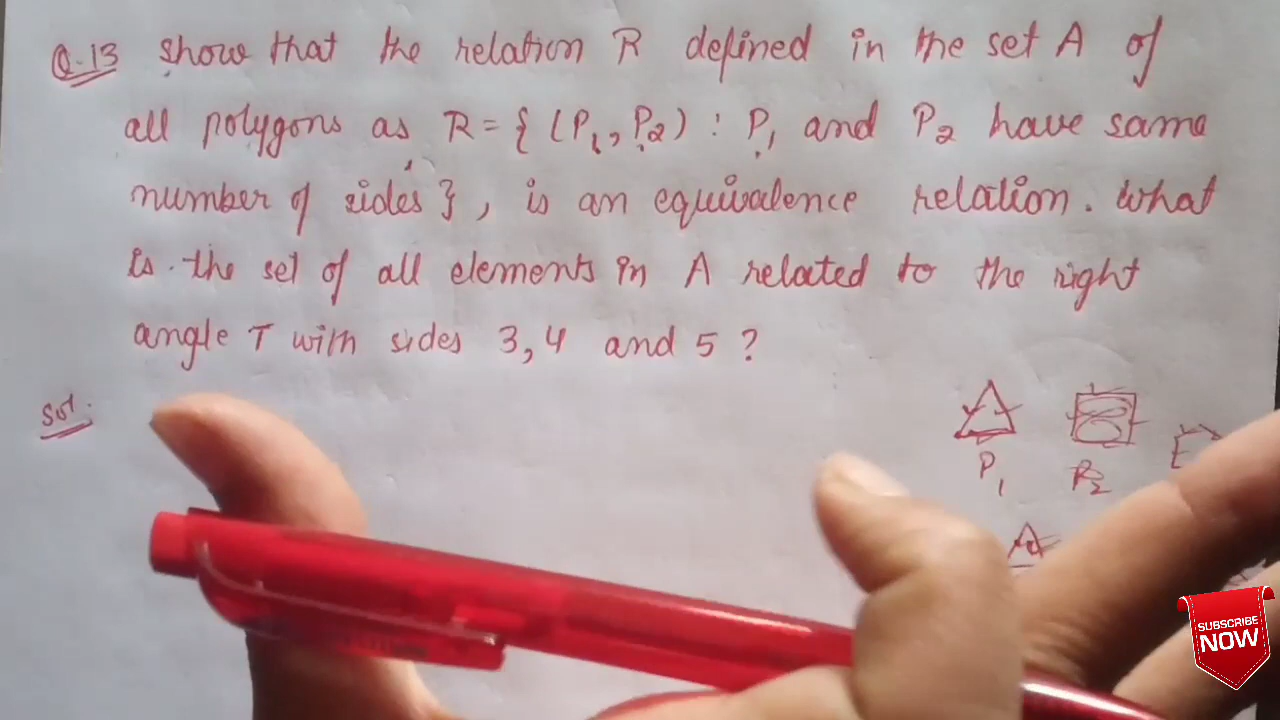 Q.13 show that the relation R defined in the set A of
all polygons as R = { (P1, P2) : P1 and P2 have same
number of sides }, is an equivalence relation. What
is the set of all elements in A related to the right
angle T with sides 3, 4 and 5 ?
Sol.
P1 P2
SUBSCRIBE
NOW